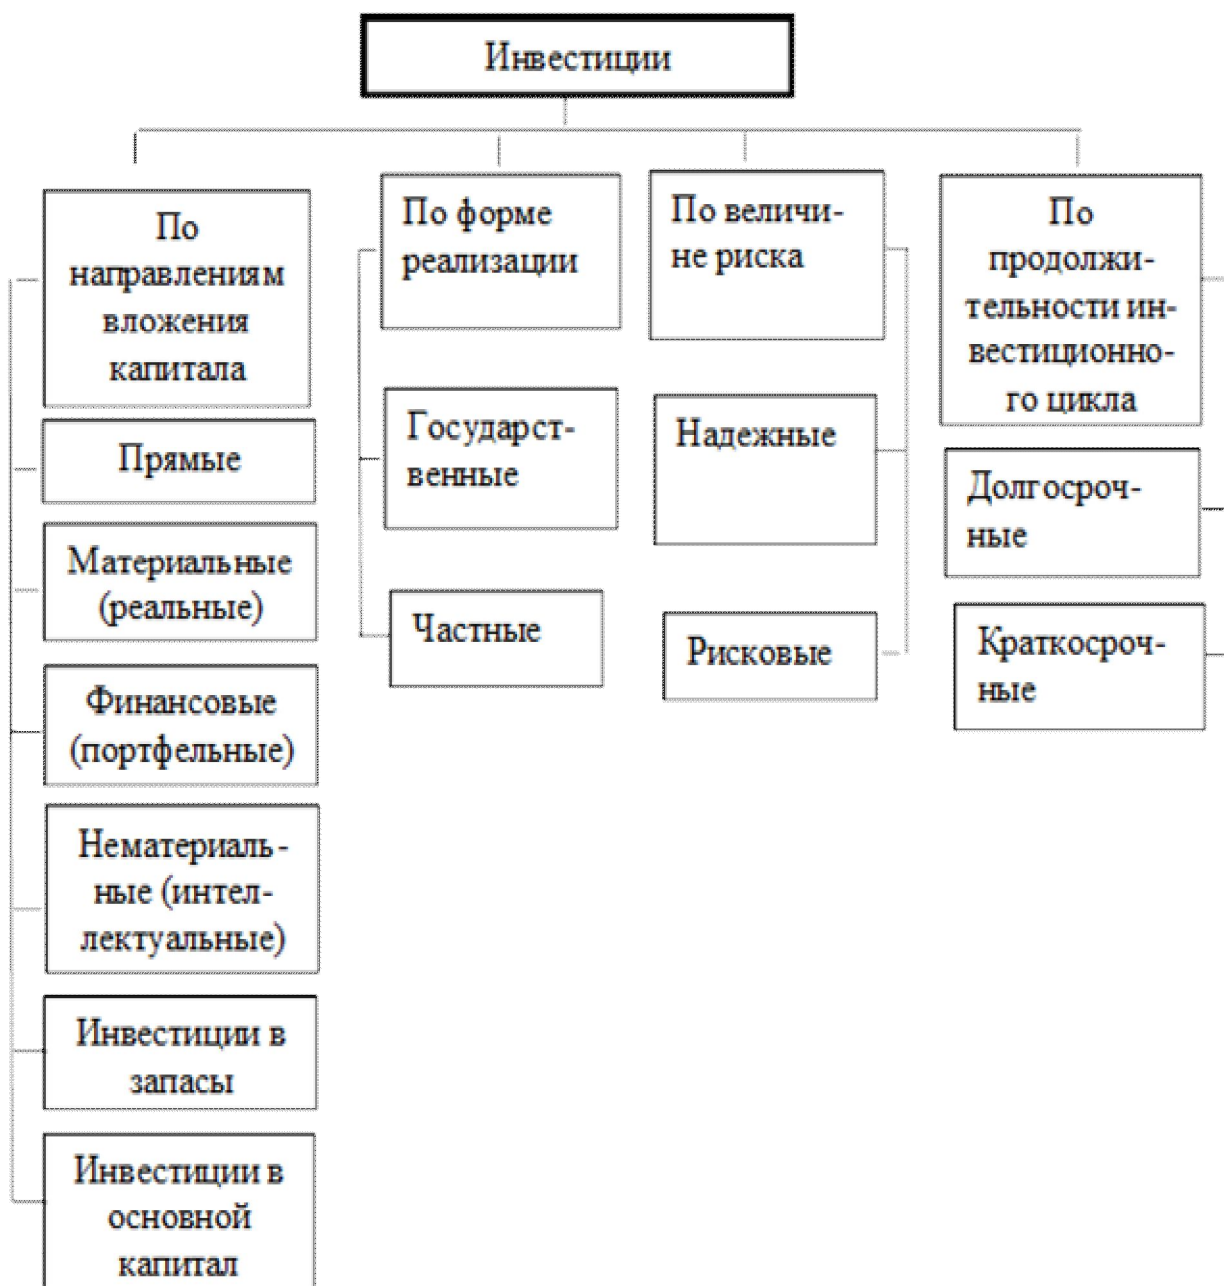 Инвестиции
По
направлениям
вложения
капитала
Прямые
Материальные
(реальные)
Финансовые
(портфельные)
Нематериаль-
ные (интел-
лектуальные)
Инвестиции в
запасы
Инвестиции в
основной
капитал
По форме
реализации
Государст-
венные
Частные
По величи-
не риска
Надежные
Рисковые
По
продолжи-
тельности ин-
вестиционно-
го цикла
Долгосроч-
ные
Краткосроч-
ные